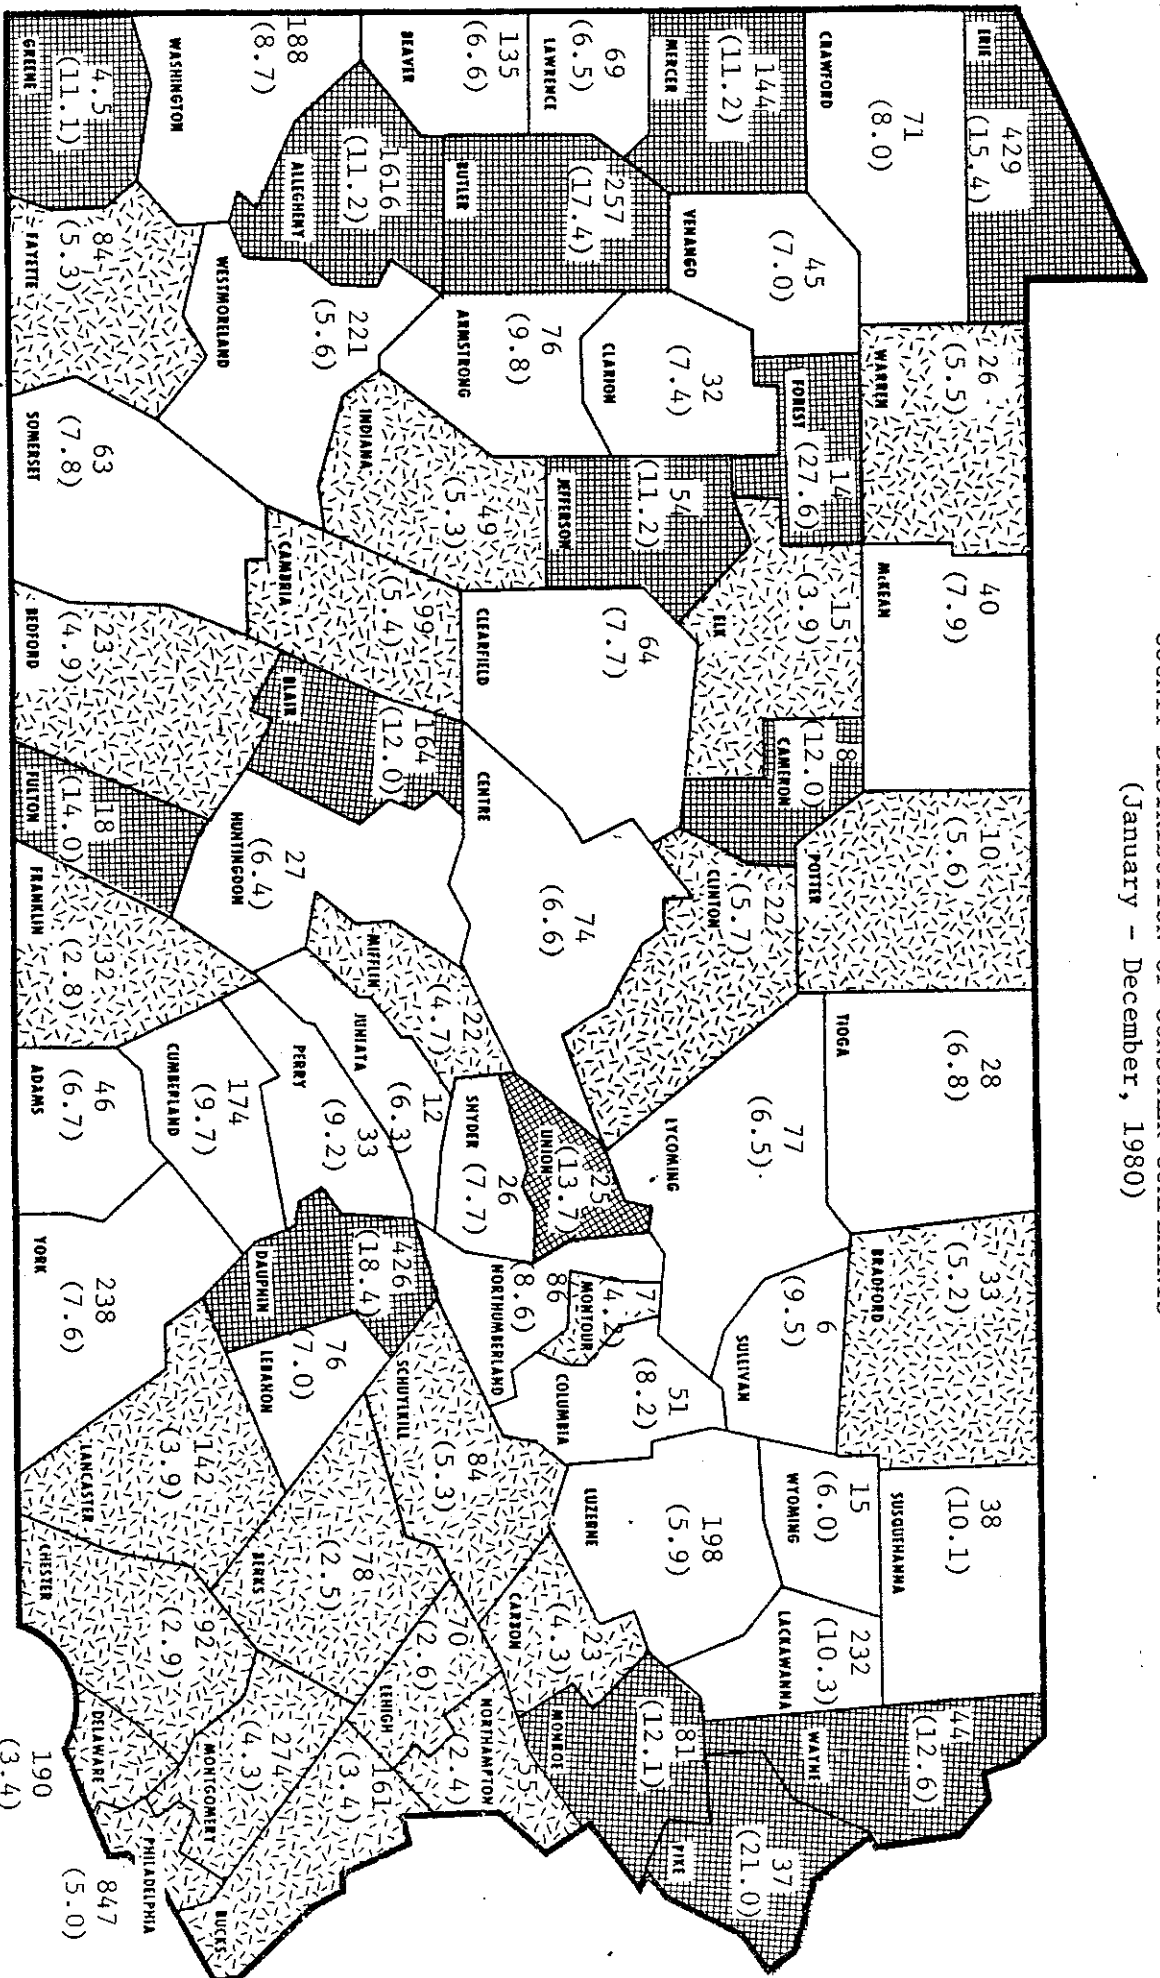 (January - December, 1980)
ERIE
429
(15.4)
CRAWFORD
71
(8.0)
MERCER
144
(11.2)
LAWRENCE
69
(6.5)
BEAVER
135
(6.6)
WASHINGTON
188
(8.7)
GREENE
4.5
(11.1)
ALLEGHENY
1616
(11.2)
BUTLER
257
(17.4)
VENANGO
45
(7.0)
WARREN
26
(5.5)
FOREST
14
(27.6)
CLARION
32
(7.4)
ARMSTRONG
76
(9.8)
WESTMORELAND
221
(5.6)
FAYETTE
84
(5.3)
SOMERSET
63
(7.8)
INDIANA
49
(5.3)
JEFFERSON
54
(11.2)
ELK
15
(3.9)
McKEAN
40
(7.9)
CAMERON
8
(12.0)
CLEARFIELD
64
(7.7)
CAMBRIA
99
(5.4)
BEDFORD
23
(4.9)
BLAIR
164
(12.0)
CENTRE
74
(6.6)
CLINTON
22
(5.7)
POTTER
10
(5.6)
TIOGA
28
(6.8)
LYCOMING
77
(6.5)
HUNTINGDON
27
(6.4)
FULTON
18
(14.0)
FRANKLIN
32
(2.8)
MIFFLIN
22
(4.7)
JUNIATA
12
(6.3)
PERRY
33
(9.2)
CUMBERLAND
174
(9.7)
ADAMS
46
(6.7)
YORK
238
(7.6)
SNYDER
26
(7.7)
UNION
25
(13.7)
DAUPHIN
426
(18.4)
NORTHUMBERLAND
86
(8.6)
MONTOUR
7
(4.2)
COLUMBIA
51
(8.2)
SULLIVAN
6
(9.5)
BRADFORD
33
(5.2)
SUSQUEHANNA
38
(10.1)
WYOMING
15
(6.0)
LACKAWANNA
232
(10.3)
LUZERNE
198
(5.9)
SCHUYLKILL
84
(5.3)
LEBANON
76
(7.0)
LANCASTER
142
(3.9)
BERKS
78
(2.5)
CHESTER
92
(2.9)
CARBON
23
(4.3)
LEHIGH
70
(2.6)
NORTHAMPTON
55
(2.4)
MONROE
81
(12.1)
WAYNE
44
(12.6)
PIKE
37
(21.0)
MONTGOMERY
274
(4.3)
BUCKS
161
(3.4)
DELAWARE
190
(3.4)
PHILADELPHIA
847
(5.0)